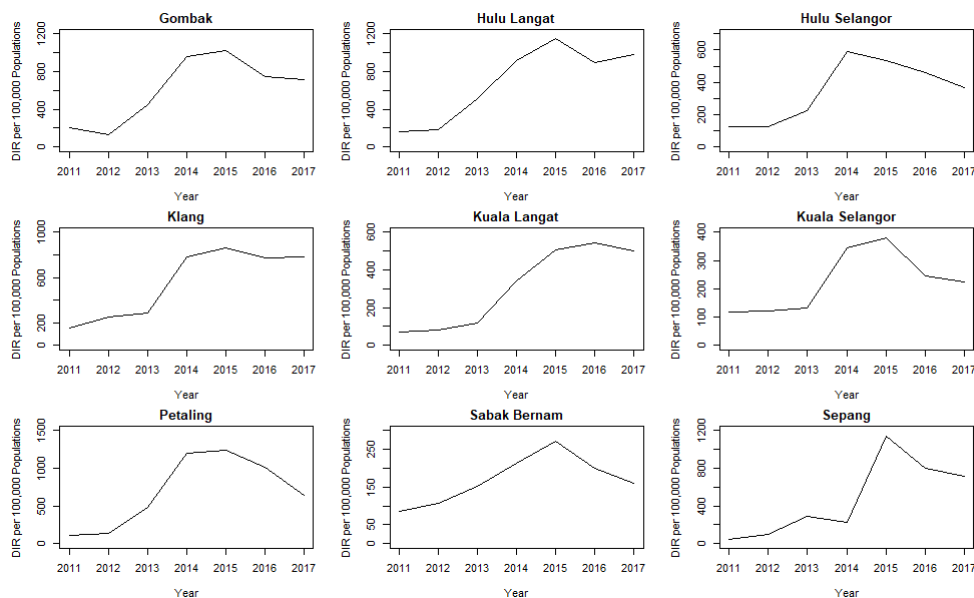 Gombak
DIR per 100,000 Populations
0 400 800 1200
2011 2012 2013 2014 2015 2016 2017
Year
Hulu Langat
DIR per 100,000 Populations
0 400 800 1200
2011 2012 2013 2014 2015 2016 2017
Year
Hulu Selangor
DIR per 100,000 Populations
0 200 400 600
2011 2012 2013 2014 2015 2016 2017
Year
Klang
DIR per 100,000 Populations
0 200 600 1000
2011 2012 2013 2014 2015 2016 2017
Year
Kuala Langat
DIR per 100,000 Populations
0 200 400 600
2011 2012 2013 2014 2015 2016 2017
Year
Kuala Selangor
DIR per 100,000 Populations
0 100 200 300 400
2011 2012 2013 2014 2015 2016 2017
Year
Petaling
DIR per 100,000 Populations
0 500 1000 1500
2011 2012 2013 2014 2015 2016 2017
Year
Sabak Bernam
DIR per 100,000 Populations
0 50 150 250
2011 2012 2013 2014 2015 2016 2017
Year
Sepang
DIR per 100,000 Populations
0 400 800 1200
2011 2012 2013 2014 2015 2016 2017
Year